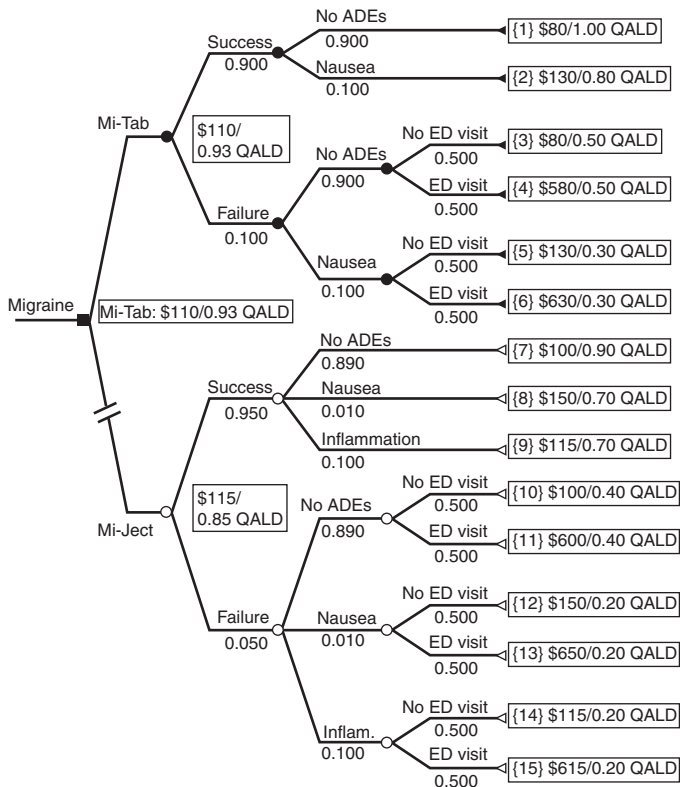 No ADEs
0.900
{1} $80/1.00 QALD
Success
0.900
Nausea
0.100
{2} $130/0.80 QALD
Mi-Tab
$110/
0.93 QALD
No ED visit
0.500
{3} $80/0.50 QALD
No ADEs
0.900
ED visit
0.500
{4} $580/0.50 QALD
Failure
0.100
No ED visit
0.500
{5} $130/0.30 QALD
Nausea
0.100
ED visit
0.500
{6} $630/0.30 QALD
Migraine
Mi-Tab: $110/0.93 QALD
No ADEs
0.890
{7} $100/0.90 QALD
Success
0.950
Nausea
0.010
{8} $150/0.70 QALD
Inflammation
0.100
{9} $115/0.70 QALD
Mi-Ject
$115/
0.85 QALD
No ED visit
0.500
{10} $100/0.40 QALD
No ADEs
0.890
ED visit
0.500
{11} $600/0.40 QALD
Failure
0.050
No ED visit
0.500
{12} $150/0.20 QALD
Nausea
0.010
ED visit
0.500
{13} $650/0.20 QALD
No ED visit
0.500
{14} $115/0.20 QALD
Inflam.
0.100
ED visit
0.500
{15} $615/0.20 QALD